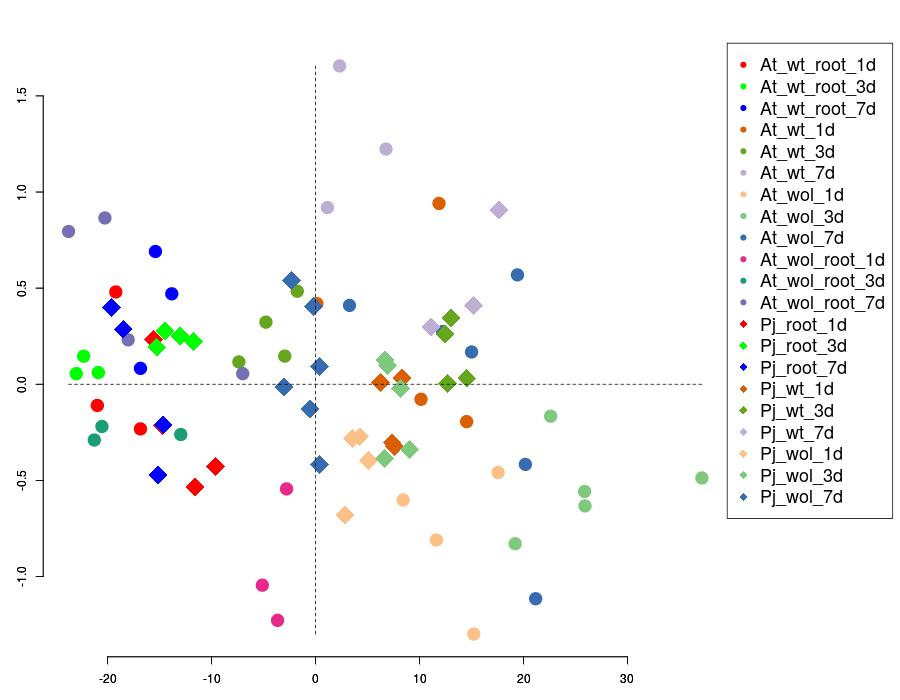 At_wt_root_1d
At_wt_root_3d
At_wt_root_7d
At_wt_1d
At_wt_3d
At_wt_7d
At_wol_1d
At_wol_3d
At_wol_7d
At_wol_root_1d
At_wol_root_3d
At_wol_root_7d
Pj_root_1d
Pj_root_3d
Pj_root_7d
Pj_wt_1d
Pj_wt_3d
Pj_wt_7d
Pj_wol_1d
Pj_wol_3d
Pj_wol_7d
1.5
1.0
0.5
0.0
-0.5
-1.0
-20 -10 0 10 20 30